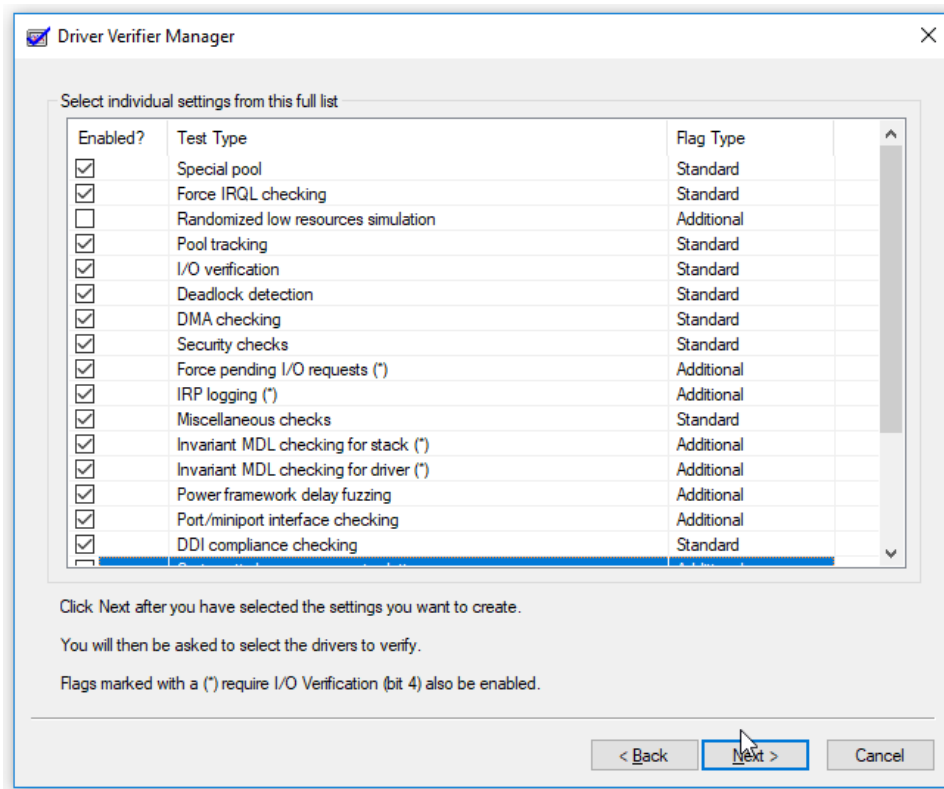 Driver Verifier Manager
Select individual settings from this full list
Enabled? Test Type Flag Type
Special pool Standard
Force IRQL checking Standard
Randomized low resources simulation Additional
Pool tracking Standard
I/O verification Standard
Deadlock detection Standard
DMA checking Standard
Security checks Standard
Force pending I/O requests (*) Additional
IRP logging (*) Additional
Miscellaneous checks Standard
Invariant MDL checking for stack (*) Additional
Invariant MDL checking for driver (*) Additional
Power framework delay fuzzing Additional
Port/miniport interface checking Additional
DDI compliance checking Standard
Click Next after you have selected the settings you want to create.
You will then be asked to select the drivers to verify.
Flags marked with a (*) require I/O Verification (bit 4) also be enabled.
< Back Next > Cancel